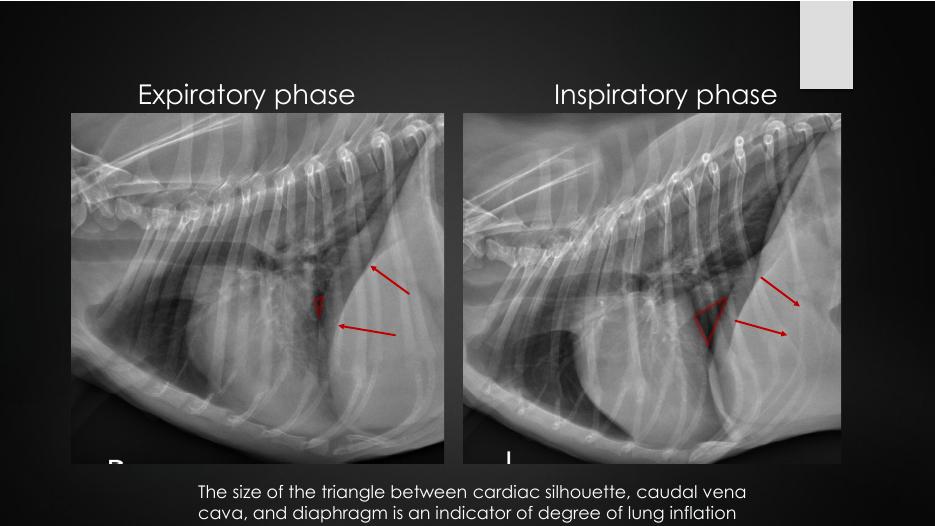 Expiratory phase
Inspiratory phase
The size of the triangle between cardiac silhouette, caudal vena
cava, and diaphragm is an indicator of degree of lung inflation